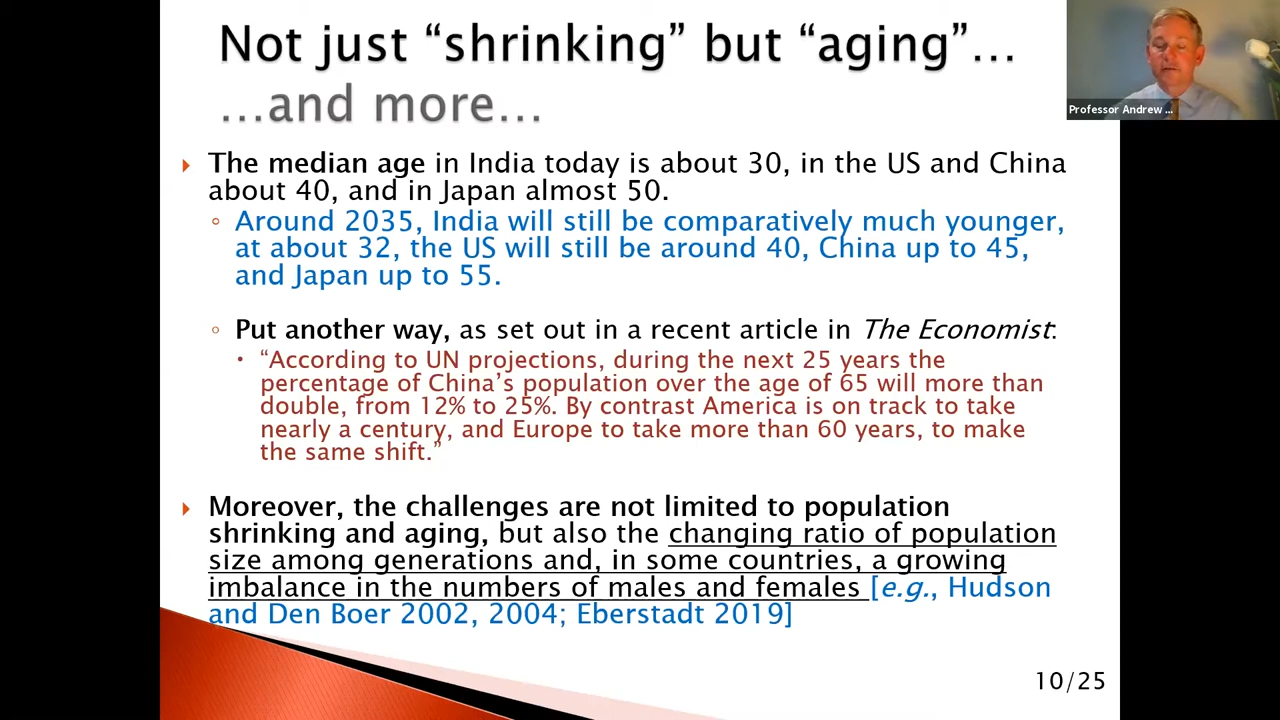 Not just “shrinking” but “aging”…
…and more…
Professor Andrew ...
The median age in India today is about 30, in the US and China
about 40, and in Japan almost 50.
Around 2035, India will still be comparatively much younger,
at about 32, the US will still be around 40, China up to 45,
and Japan up to 55.
Put another way, as set out in a recent article in The Economist:
“According to UN projections, during the next 25 years the
percentage of China’s population over the age of 65 will more than
double, from 12% to 25%. By contrast America is on track to take
nearly a century, and Europe to take more than 60 years, to make
the same shift.”
Moreover, the challenges are not limited to population
shrinking and aging, but also the changing ratio of population
size among generations and, in some countries, a growing
imbalance in the numbers of males and females [e.g., Hudson
and Den Boer 2002, 2004; Eberstadt 2019]
10/25